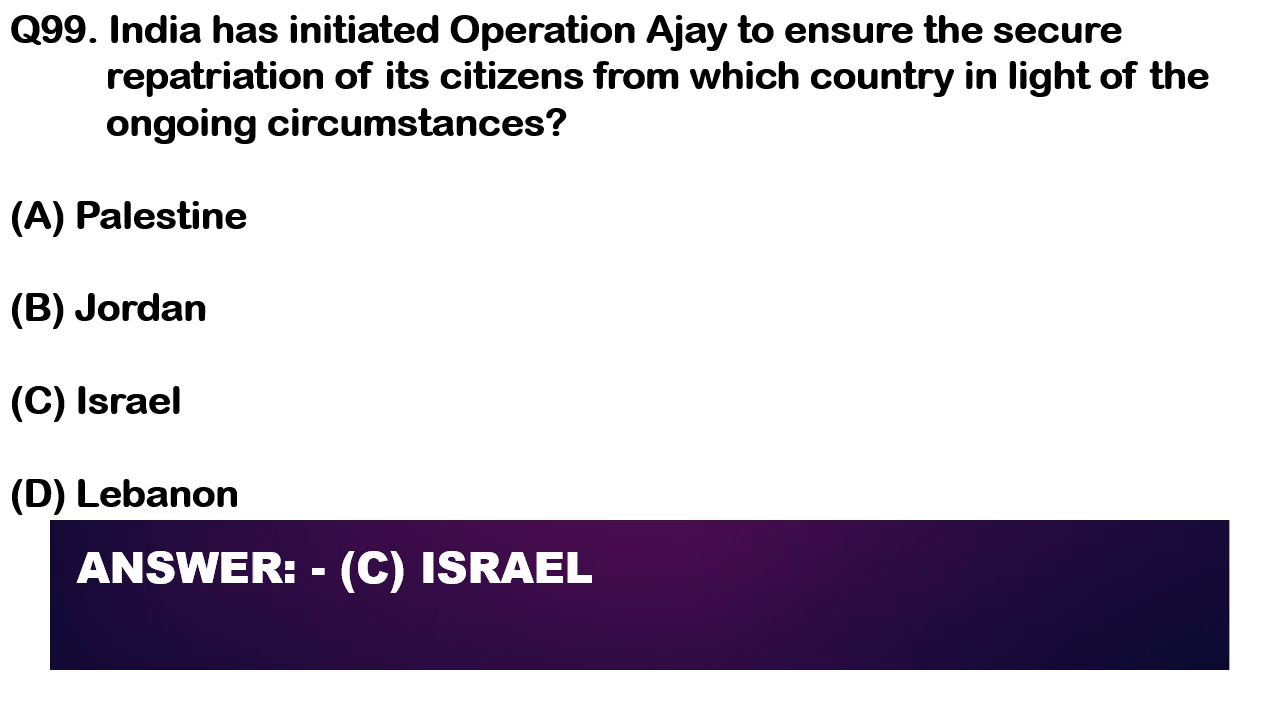 Q99. India has initiated Operation Ajay to ensure the secure
repatriation of its citizens from which country in light of the
ongoing circumstances?
(A) Palestine
(B) Jordan
(C) Israel
(D) Lebanon
ANSWER: - (C) ISRAEL